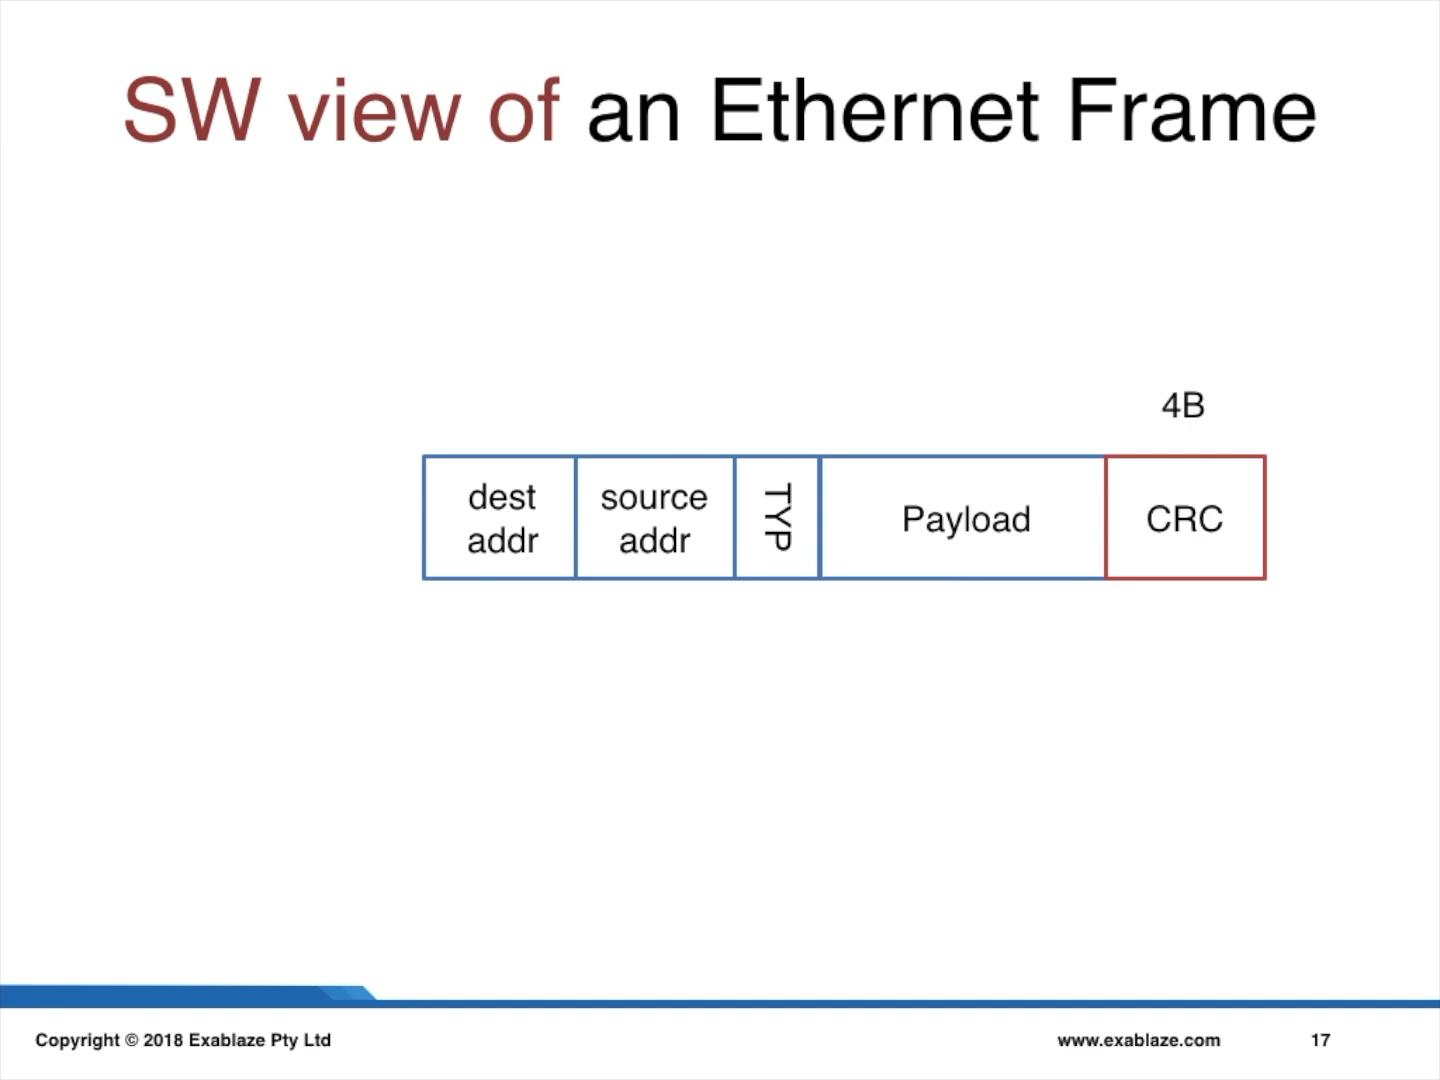 SW view of an Ethernet Frame
4B
dest
addr
source
addr
TYP
Payload
CRC
Copyright © 2018 Exablaze Pty Ltd
www.exablaze.com
17